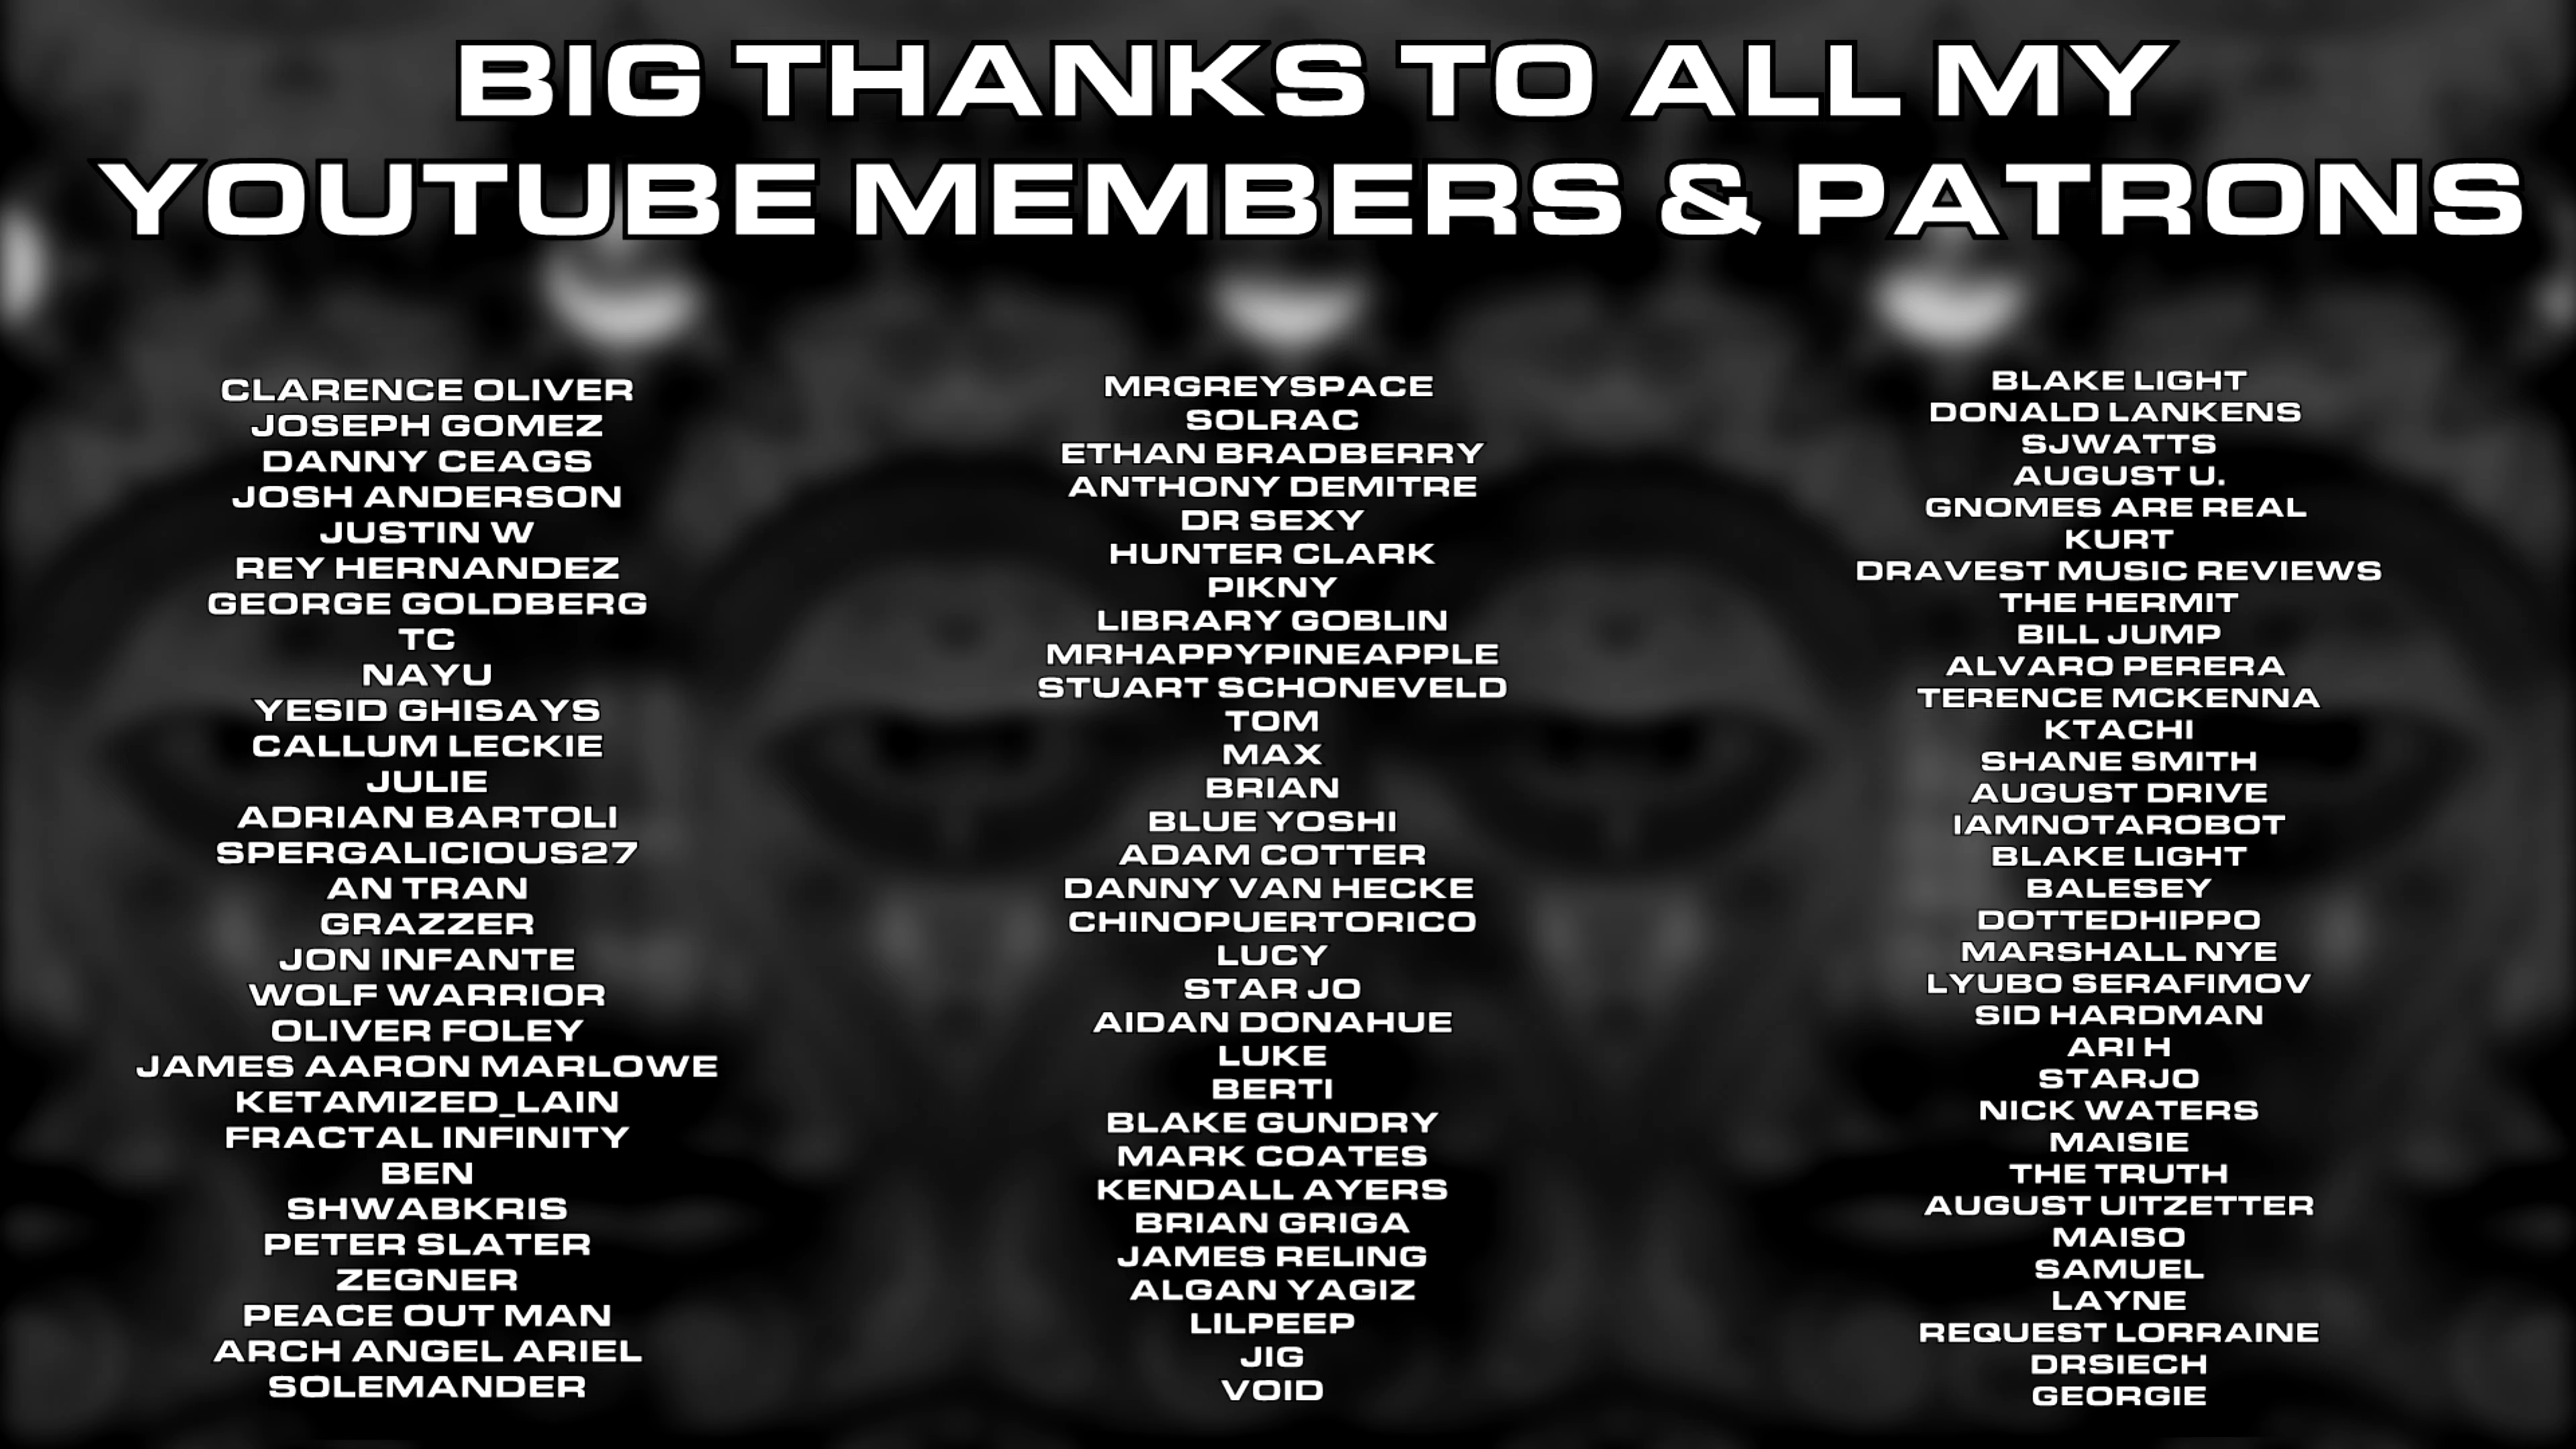 BIG THANKS TO ALL MY
YOUTUBE MEMBERS & PATRONS
CLARENCE OLIVER
JOSEPH GOMEZ
DANNY CEAGS
JOSH ANDERSON
JUSTIN W
REY HERNANDEZ
GEORGE GOLDBERG
TC
NAYU
YESID GHISAYS
CALLUM LECKIE
JULIE
ADRIAN BARTOLI
SPERGALICIOUS27
AN TRAN
GRAZZER
JON INFANTE
WOLF WARRIOR
OLIVER FOLEY
JAMES AARON MARLOWE
KETAMIZED_LAIN
FRACTAL INFINITY
BEN
SHWABKRIS
PETER SLATER
ZEGNER
PEACE OUT MAN
ARCH ANGEL ARIEL
SOLEMANDER
MRGREYSPACE
SOLRAC
ETHAN BRADBERRY
ANTHONY DEMITRE
DR SEXY
HUNTER CLARK
PIKNY
LIBRARY GOBLIN
MRHAPPYPINEAPPLE
STUART SCHONEVELD
TOM
MAX
BRIAN
BLUE YOSHI
ADAM COTTER
DANNY VAN HECKE
CHINOPUERTORICO
LUCY
STAR JO
AIDAN DONAHUE
LUKE
BERTI
BLAKE GUNDRY
MARK COATES
KENDALL AYERS
BRIAN GRIGA
JAMES RELING
ALGAN YAGIZ
LILPEEP
JIG
VOID
BLAKE LIGHT
DONALD LANKENS
SJWATTS
AUGUST U.
GNOMES ARE REAL
KURT
DRAVEST MUSIC REVIEWS
THE HERMIT
BILL JUMP
ALVARO PERERA
TERENCE MCKENNA
KTACHI
SHANE SMITH
AUGUST DRIVE
IAMNOTAROBOT
BLAKE LIGHT
BALESEY
DOTTEDHIPPO
MARSHALL NYE
LYUBO SERAFIMOV
SID HARDMAN
ARI H
STARJO
NICK WATERS
MAISIE
THE TRUTH
AUGUST UITZETTER
MAISO
SAMUEL
LAYNE
REQUEST LORRAINE
DRSIECH
GEORGIE